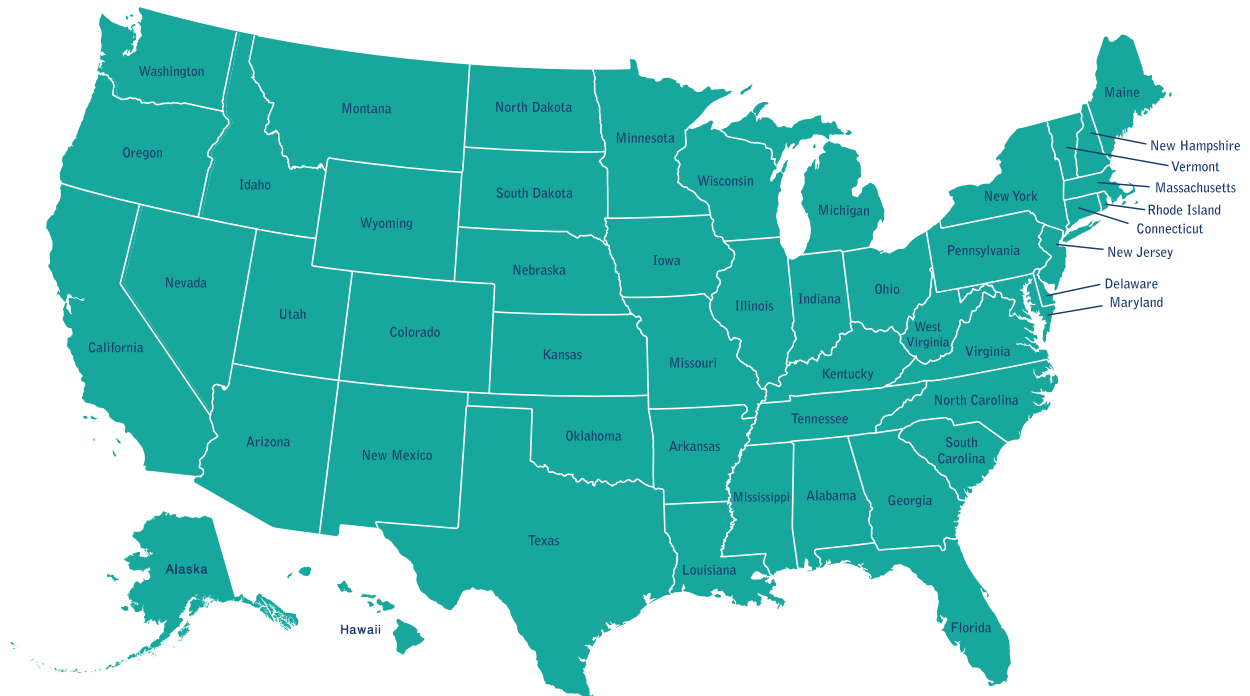 Washington
Montana
North Dakota
Minnesota
Maine
Oregon
Idaho
Wyoming
South Dakota
Wisconsin
Michigan
New York
New Hampshire
Vermont
Massachusetts
Rhode Island
Connecticut
New Jersey
Pennsylvania
Delaware
Maryland
Nevada
Utah
Colorado
Nebraska
Iowa
Illinois
Indiana
Ohio
West
Virginia
Virginia
California
Kansas
Missouri
Kentucky
North Carolina
Tennessee
South
Carolina
Arizona
New Mexico
Oklahoma
Arkansas
Mississippi
Alabama
Georgia
Texas
Louisiana
Florida
Alaska
Hawaii